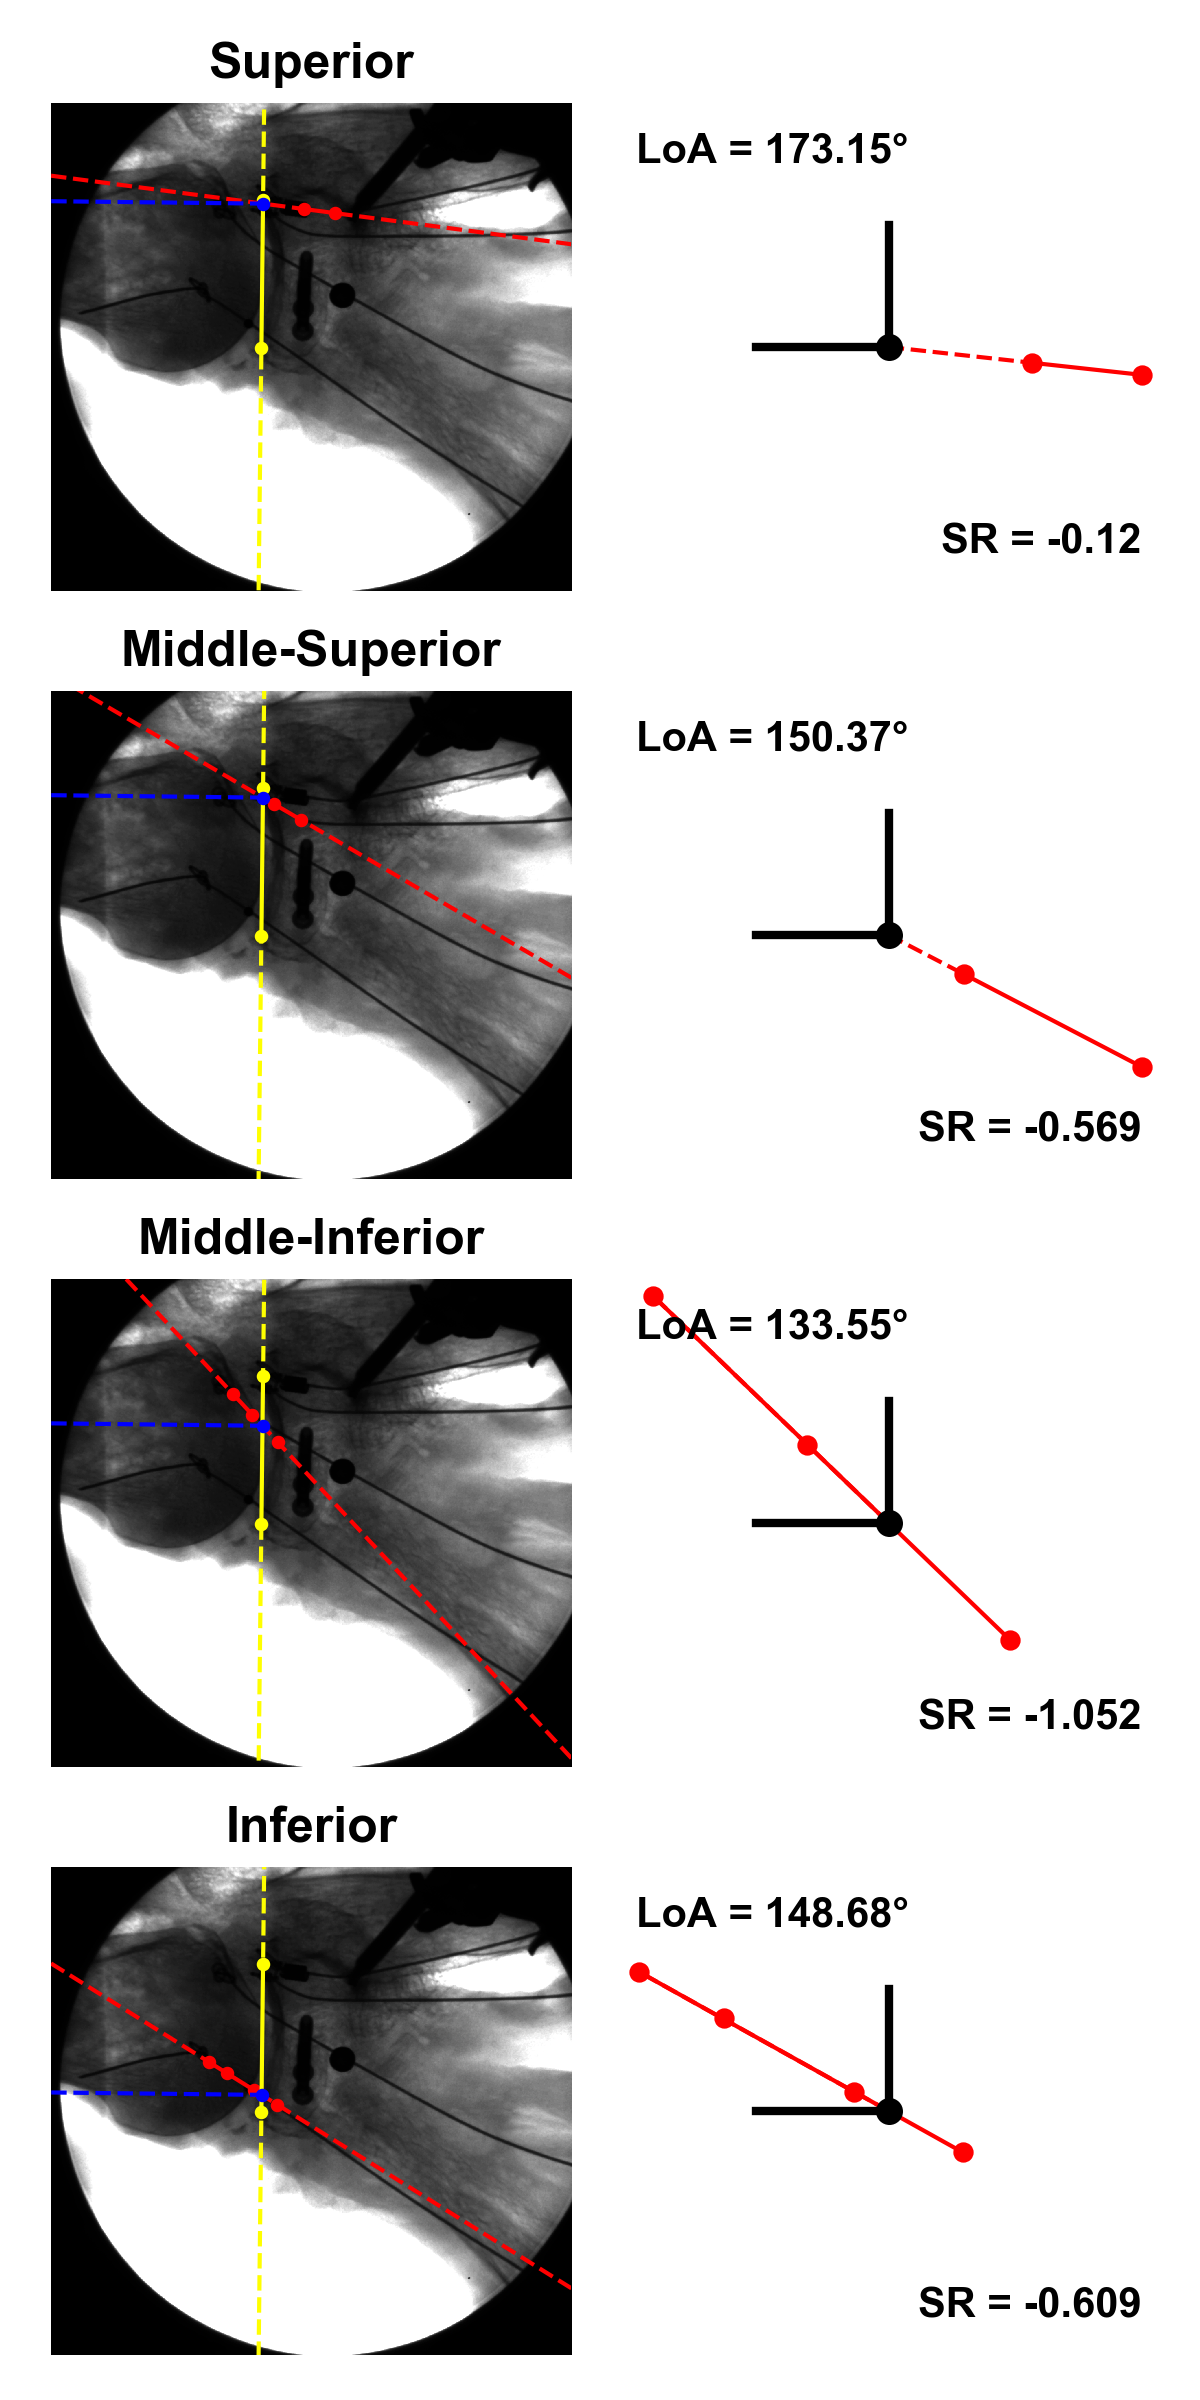 Superior
LoA = 173.15°
SR = -0.12
Middle-Superior
LoA = 150.37°
SR = -0.569
Middle-Inferior
LoA = 133.55°
SR = -1.052
Inferior
LoA = 148.68°
SR = -0.609